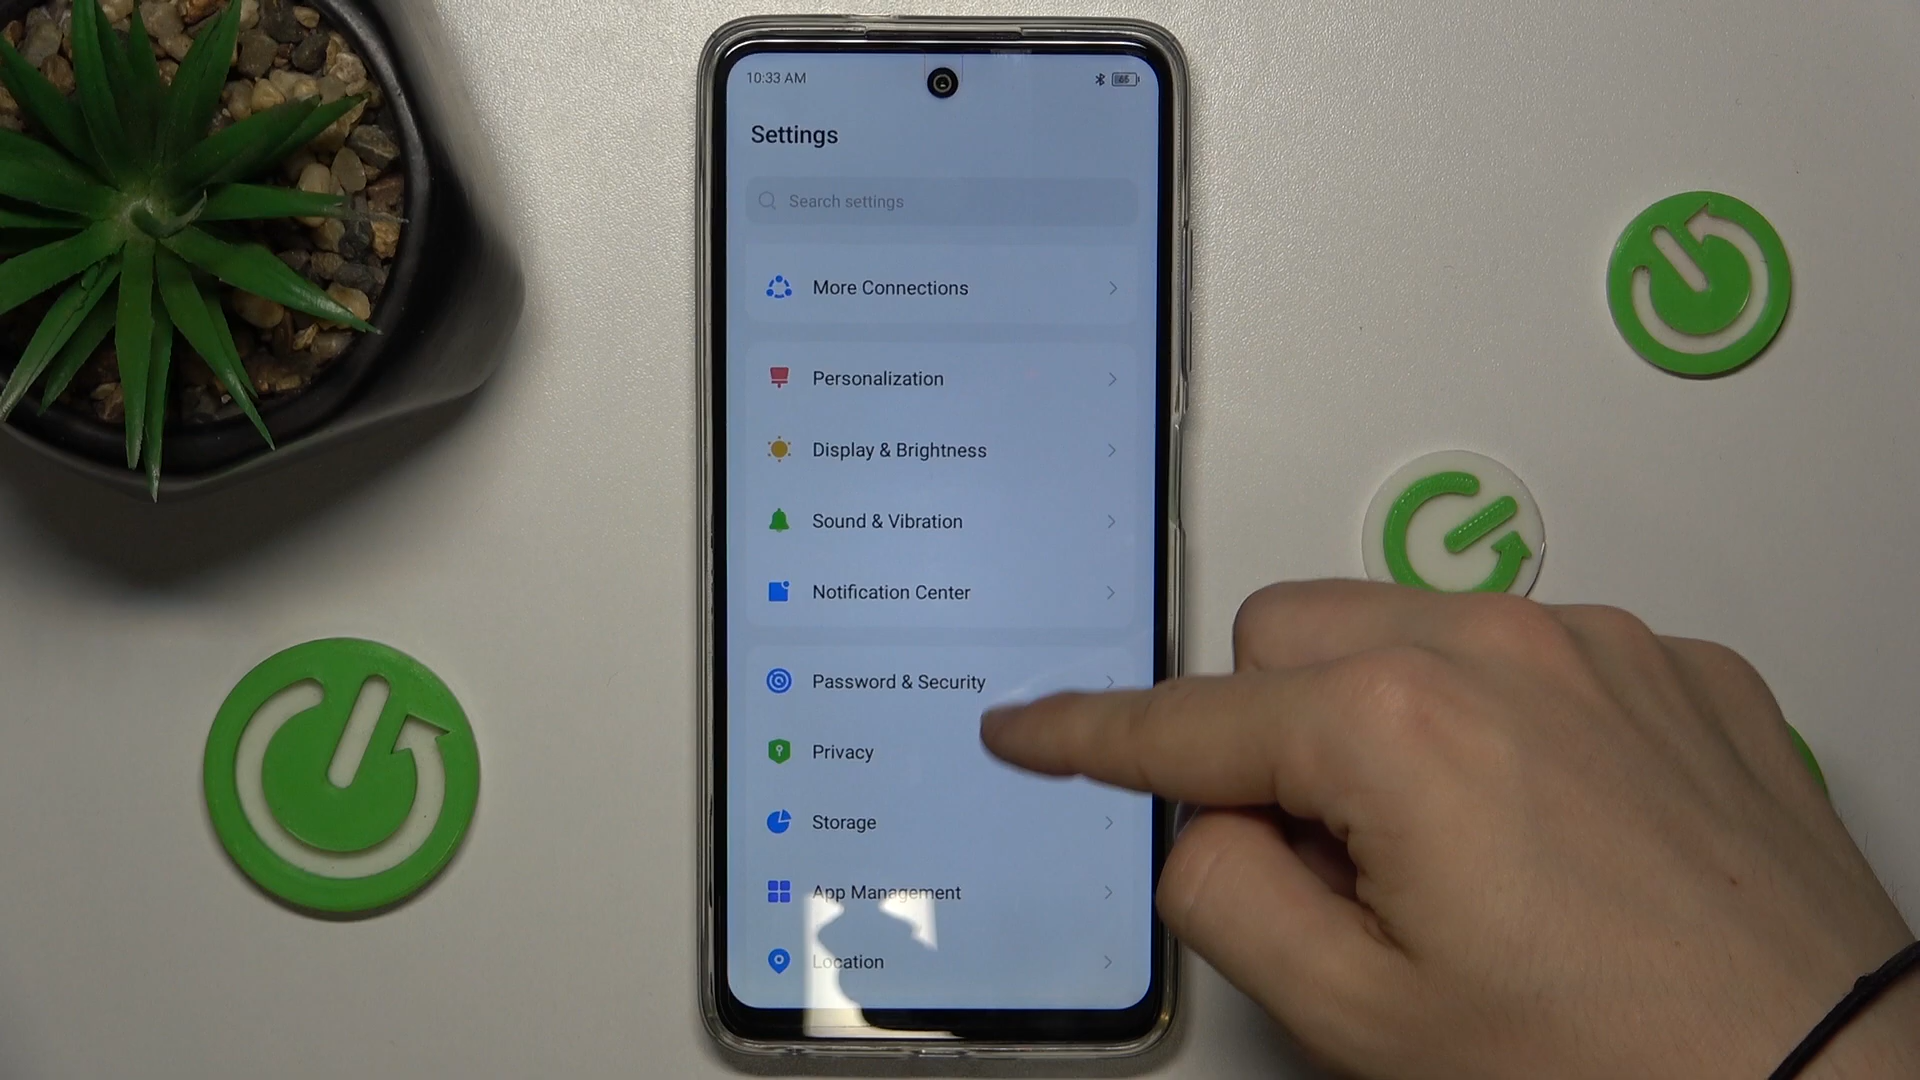 10:33 AM
Settings
Search settings
More Connections
Personalization
Display & Brightness
Sound & Vibration
Notification Center
Password & Security
Privacy
Storage
App Management
Location